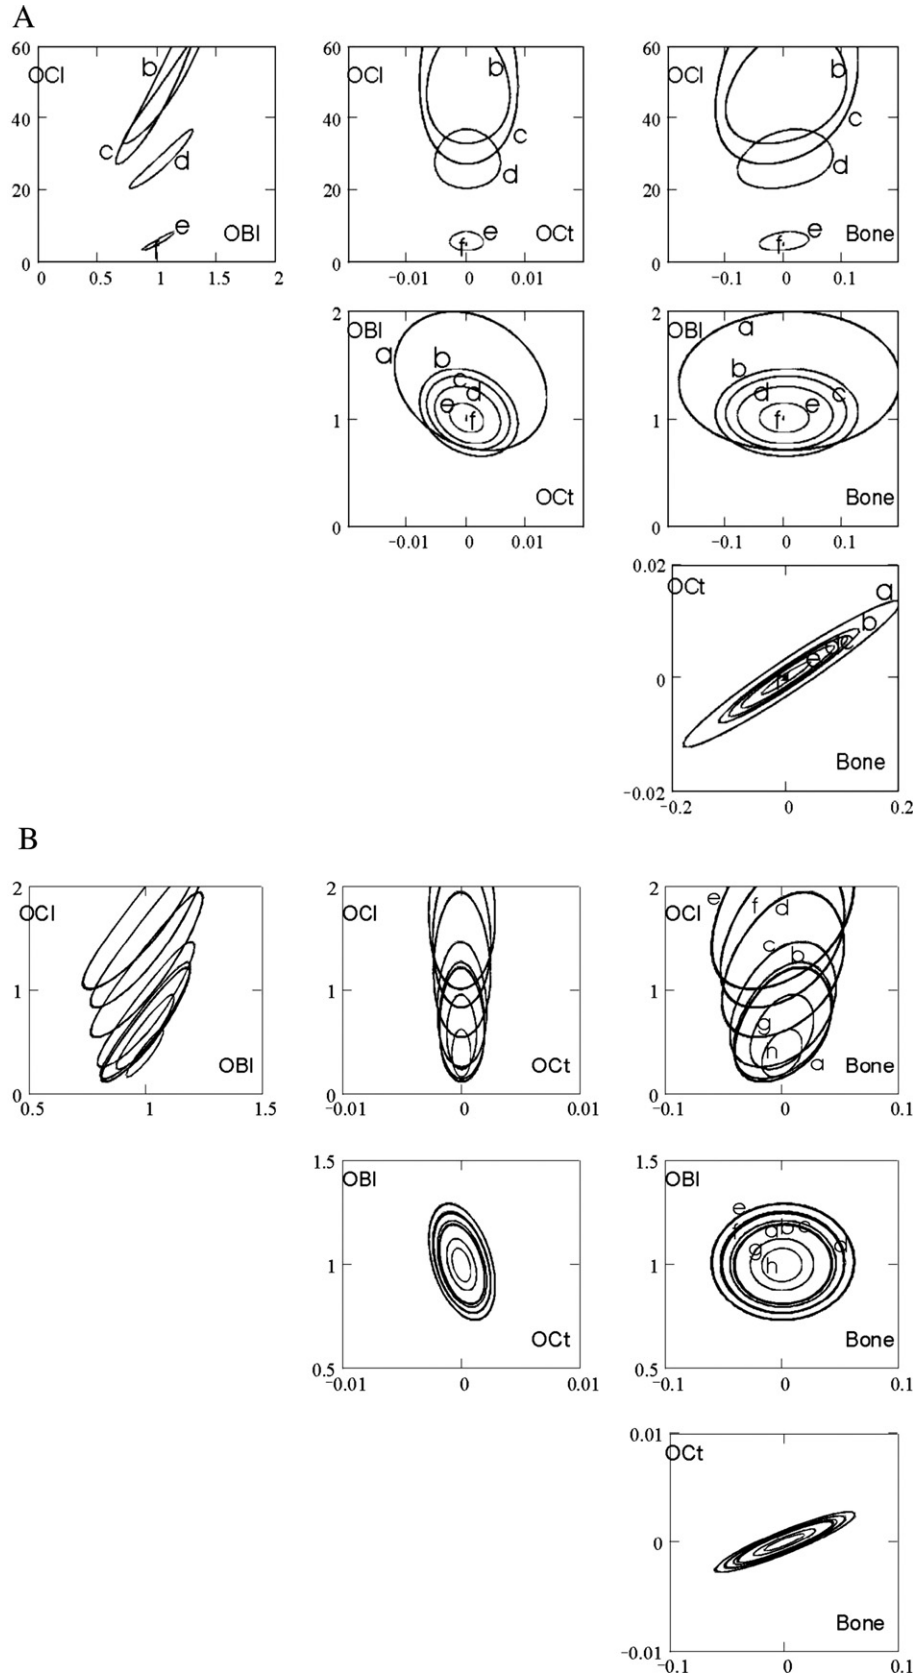 A
60 OCl b
40
c d
20
e
f OBl
0
0 0.5 1 1.5 2
60 OCl b
40
c
d
20
e
f OCt
0
−0.01 0 0.01
60 OCl b
40
c
d
20
e
f Bone
0
−0.1 0 0.1
2
OBl
a b
c d
e
1 f
OCt
0
−0.01 0 0.01
2
OBl a
b
d c
e
1 f
Bone
0
−0.1 0 0.1
0.02
OCt a
b
d c
e
0 f
Bone
−0.02
−0.2 0 0.2
B
2
OCl
1
OBl
0
0.5 1 1.5
2
OCl
1
OCt
0
−0.01 0 0.01
2
e f d
OCl
c b
1
g
h
a
Bone
0
−0.1 0 0.1
1.5
OBl
1
OCt
0.5
−0.01 0 0.01
1.5
OBl
e
f a b c d
g
1 h
Bone
0.5
−0.1 0 0.1
0.01
OCt
0
Bone
−0.01
−0.1 0 0.1